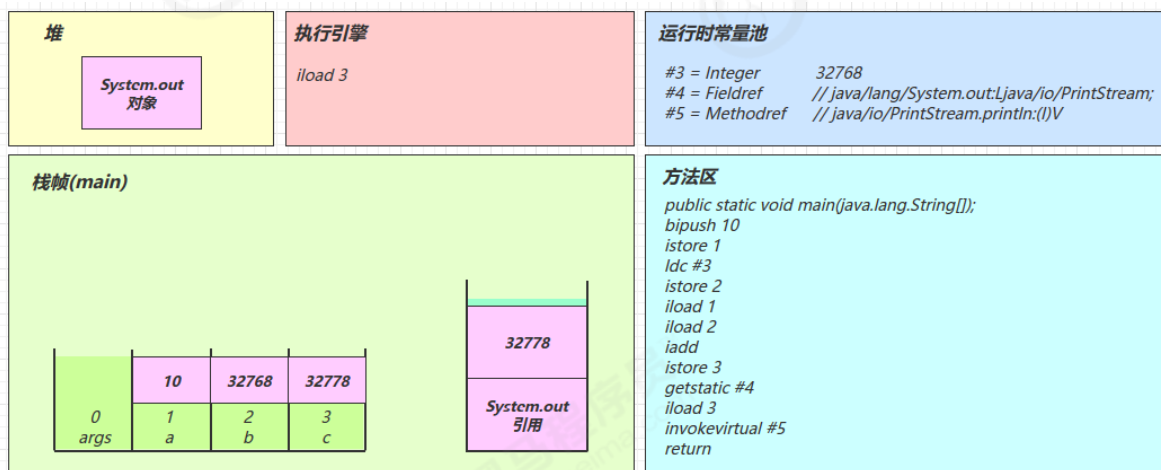 堆
System.out
对象
执行引擎
iload 3
运行时常量池
#3 = Integer 32768
#4 = Fieldref // java/lang/System.out:Ljava/io/PrintStream;
#5 = Methodref // java/io/PrintStream.println:(I)V
栈帧(main)
32778
10 32768 32778
System.out
引用
0 1 2 3
args a b c
方法区
public static void main(java.lang.String[]);
bipush 10
istore 1
ldc #3
istore 2
iload 1
iload 2
iadd
istore 3
getstatic #4
iload 3
invokevirtual #5
return